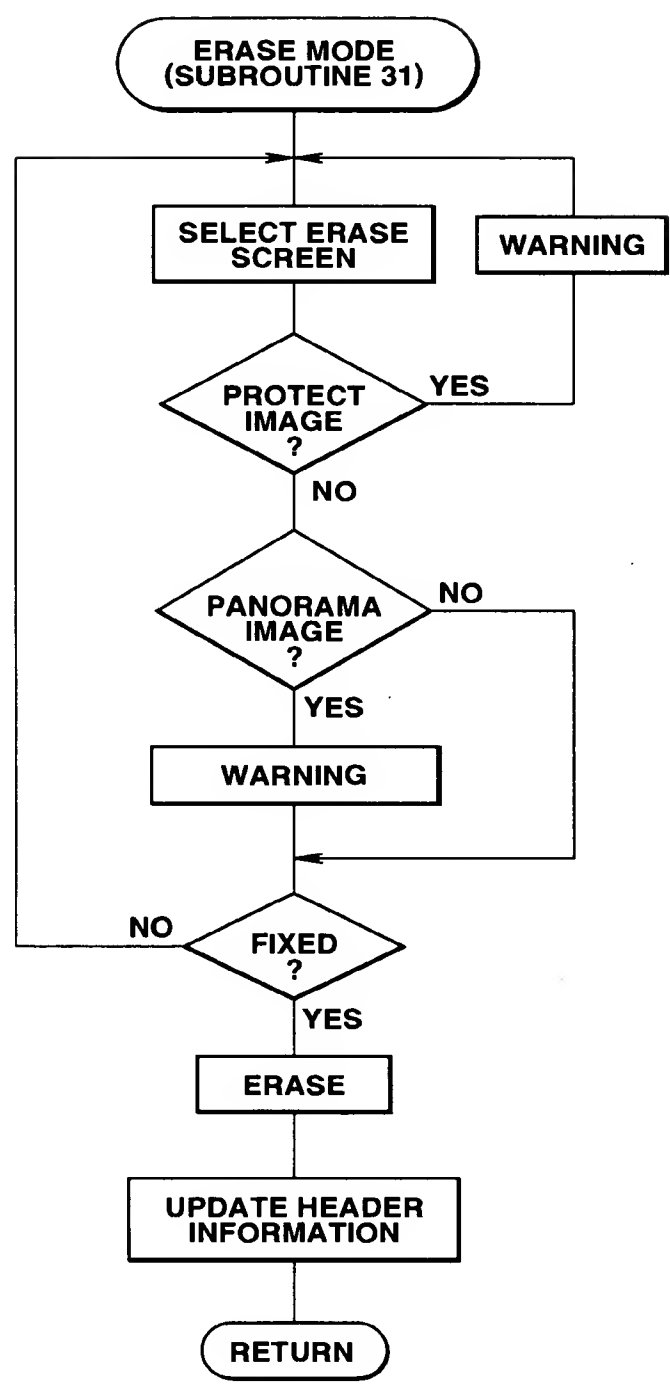 ERASE MODE
(SUBROUTINE 31)
SELECT ERASE
SCREEN
WARNING
PROTECT
IMAGE
?
YES
NO
PANORAMA
IMAGE
?
NO
YES
WARNING
NO
FIXED
?
YES
ERASE
UPDATE HEADER
INFORMATION
RETURN